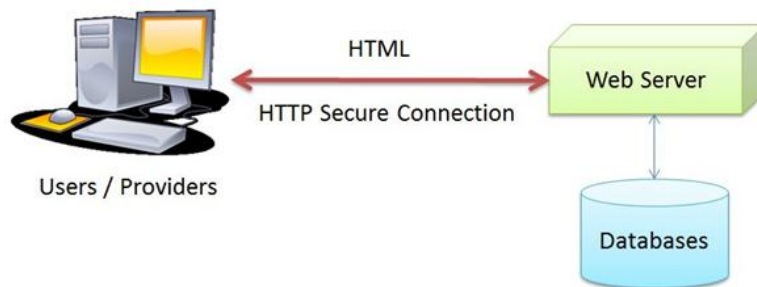 HTML
Web Server
HTTP Secure Connection
Users / Providers
Databases